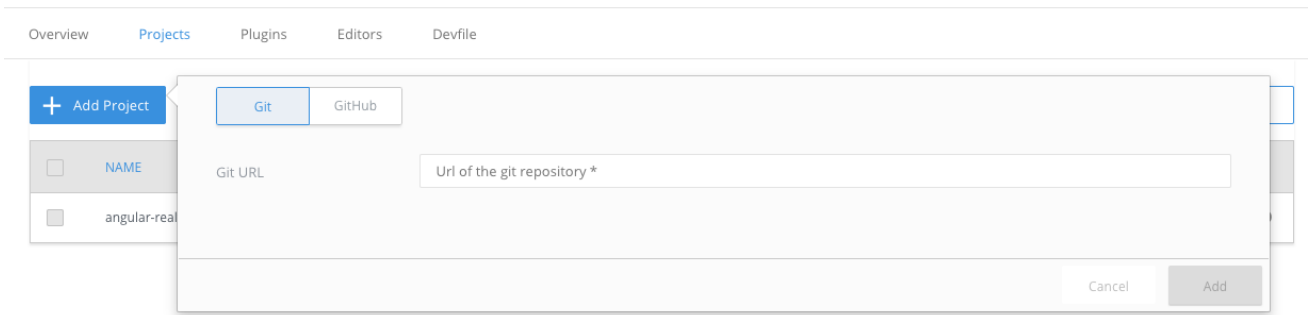 Overview Projects Plugins Editors Devfile
Add Project Git GitHub
NAME Git URL Url of the git repository *
angular-real
Cancel Add